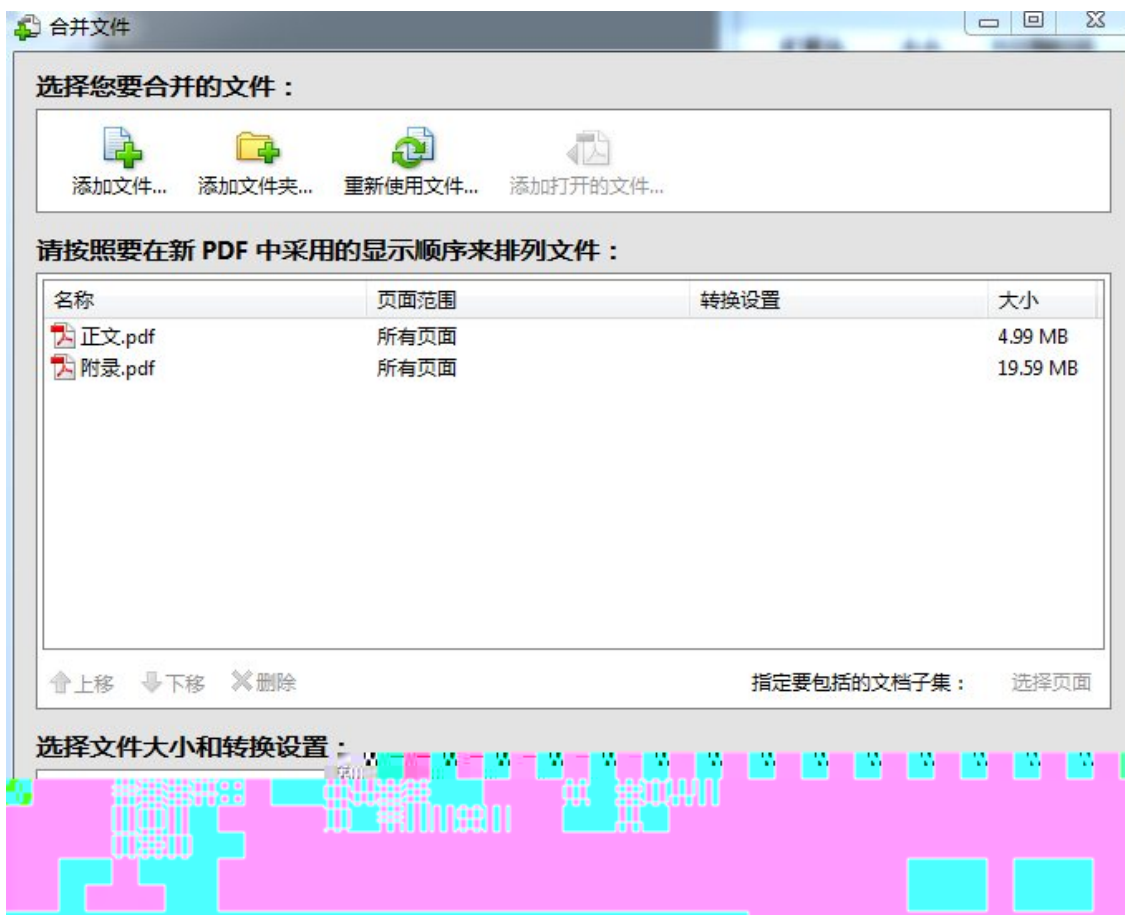 合并文件
选择您要合并的文件：
添加文件... 添加文件夹... 重新使用文件... 添加打开的文件...
请按照要在新 PDF 中采用的显示顺序来排列文件：
名称 页面范围 转换设置 大小
正文.pdf 所有页面 4.99 MB
附录.pdf 所有页面 19.59 MB
上移 下移 删除 指定要包括的文档子集： 选择页面
选择文件大小和转换设置：